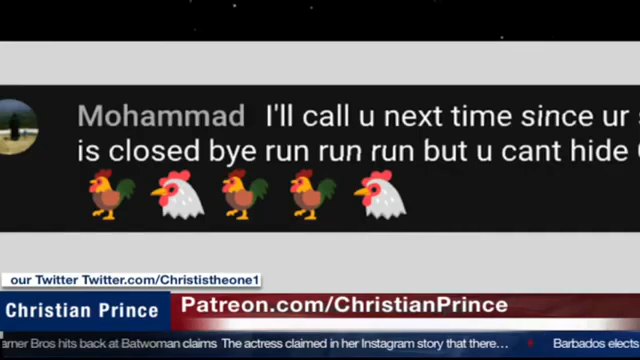 Mohammad I'll call u next time since ur
is closed bye run run run but u cant hide
our Twitter Twitter.com/Christistheone1
Christian Prince
Patreon.com/ChristianPrince
arner Bros hits back at Batwoman claims The actress claimed in her Instagram story that there... Barbados elects